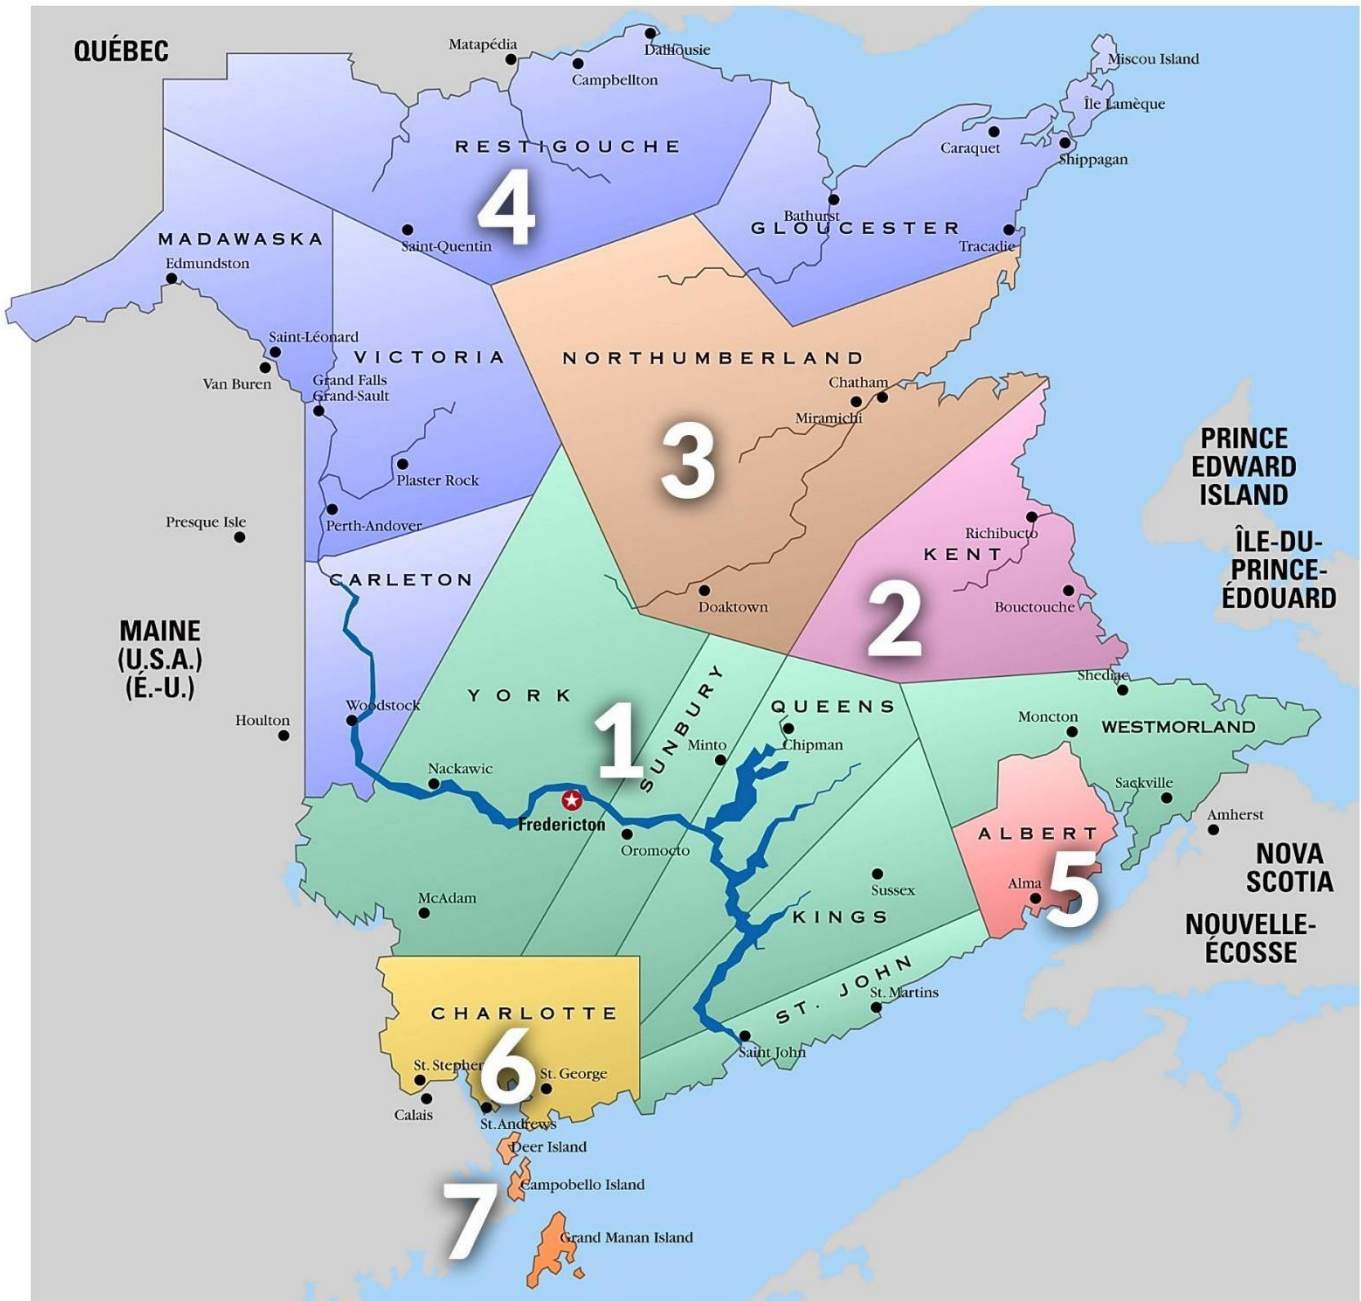 QUÉBEC
Matapédia
Dalhousie
Campbellton
Miscou Island
Île Lamèque
RESTIGOUCHE
Caraquet
Shippagan
4
Bathurst
GLOUCESTER
Tracadie
MADAWASKA
Saint-Quentin
Edmundston
Saint-Léonard
VICTORIA
NORTHUMBERLAND
Van Buren
Grand Falls
Grand-Sault
Chatham
Miramichi
3
PRINCE
EDWARD
ISLAND
Plaster Rock
Presque Isle
Perth-Andover
Richibucto
KENT
ÎLE-DU-
PRINCE-
ÉDOUARD
CARLETON
Doaktown
2
Bouctouche
MAINE
(U.S.A.)
(É.-U.)
Shediac
YORK
SUNBURY
QUEENS
Houlton
Woodstock
1
Minto
Chipman
Moncton
WESTMORLAND
Nackawic
Sackville
Fredericton
Oromocto
ALBERT
Amherst
McAdam
Sussex
Alma
5
NOVA
SCOTIA
KINGS
NOUVELLE-
ÉCOSSE
CHARLOTTE
ST. JOHN
St. Martins
Saint John
St. Stephen
6
St. George
Calais
St. Andrews
Deer Island
7
Campobello Island
Grand Manan Island